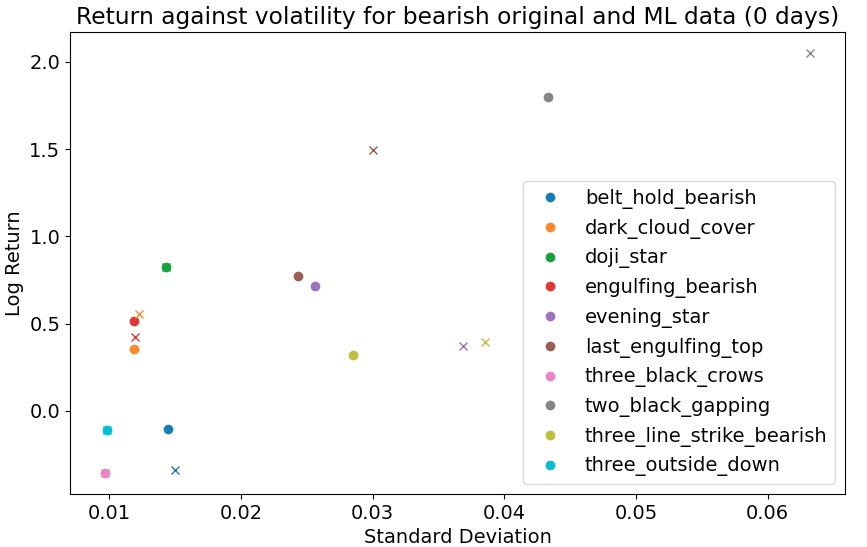 Return against volatility for bearish original and ML data (0 days)
2.0
1.5
1.0
0.5
0.0
Log Return
belt_hold_bearish
dark_cloud_cover
doji_star
engulfing_bearish
evening_star
last_engulfing_top
three_black_crows
two_black_gapping
three_line_strike_bearish
three_outside_down
0.01 0.02 0.03 0.04 0.05 0.06
Standard Deviation